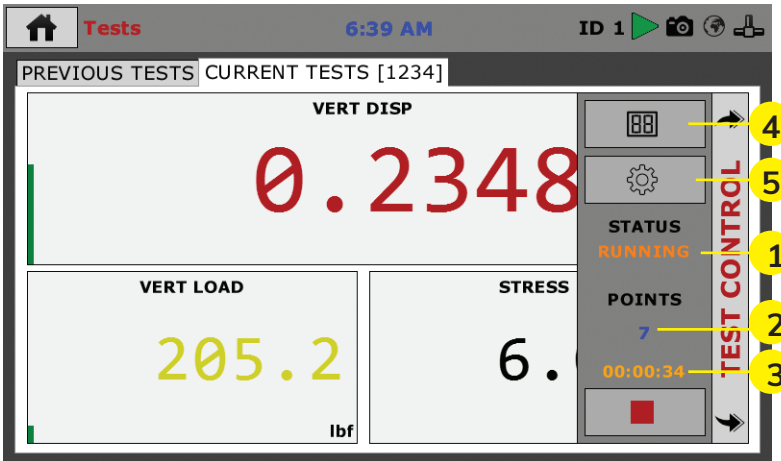 Tests
6:39 AM
ID 1
PREVIOUS TESTS
CURRENT TESTS [1234]
VERT DISP
0.2348
VERT LOAD
205.2
lbf
STRESS
6.
88
STATUS
RUNNING
POINTS
7
00:00:34
TEST CONTROL
4
5
1
2
3